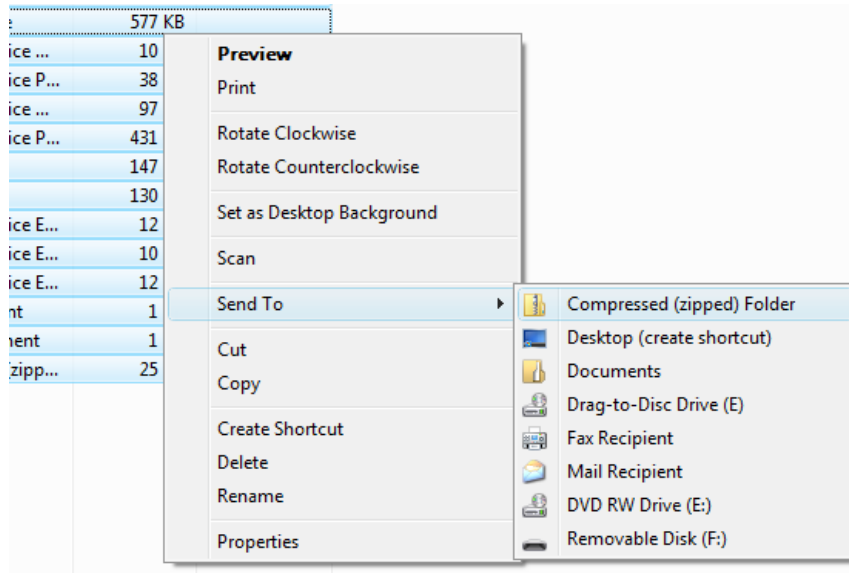 577 KB
ice ... 10
ice P... 38
ice ... 97
ice P... 431
147
130
ice E... 12
ice E... 10
ice E... 12
nt 1
nent 1
zipp... 25
Preview
Print
Rotate Clockwise
Rotate Counterclockwise
Set as Desktop Background
Scan
Send To
Cut
Copy
Create Shortcut
Delete
Rename
Properties
Compressed (zipped) Folder
Desktop (create shortcut)
Documents
Drag-to-Disc Drive (E)
Fax Recipient
Mail Recipient
DVD RW Drive (E:)
Removable Disk (F:)